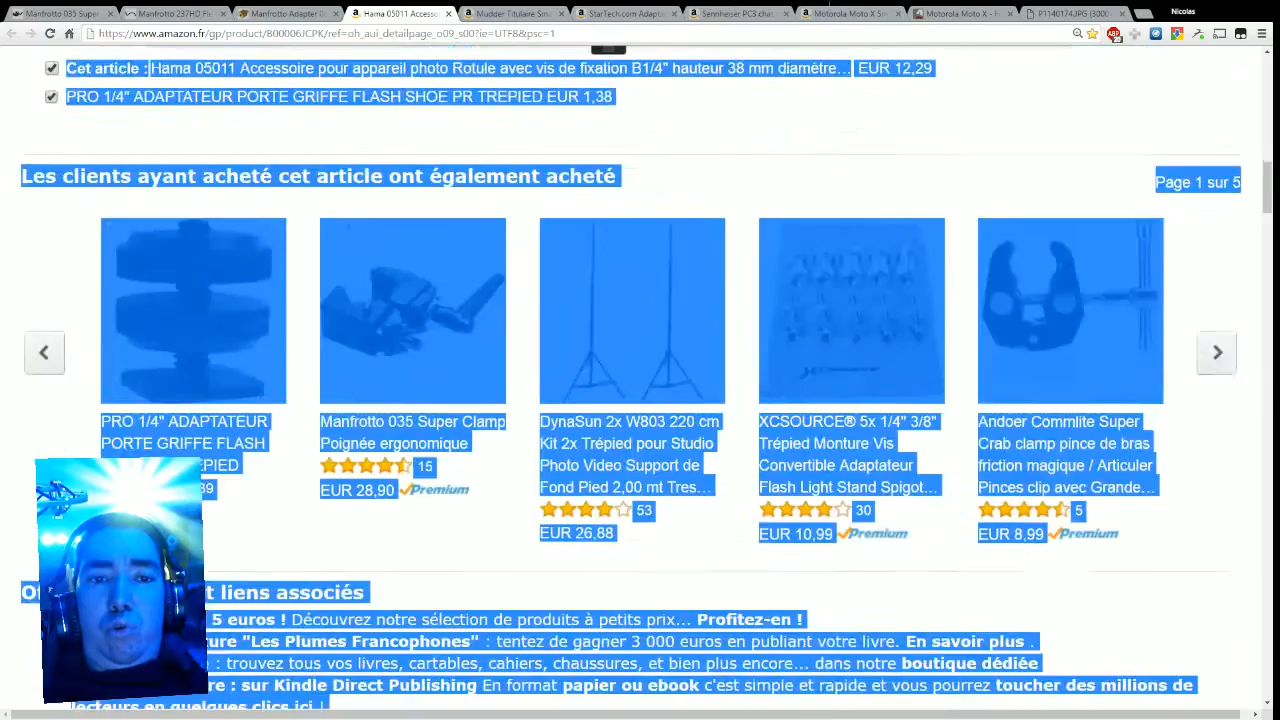 Manfrotto 035 Super
Manfrotto 237HD Fle
Manfrotto Adapter
Hama 05011 Accesso
Mudder Titulaire Sma
StarTech.com Adapt
Sennheiser PC3 cha
Motorola Moto X Sm
Motorola Moto X - F
P1140174.JPG (3000
Nicolas
https://www.amazon.fr/gp/product/B00006JCPK/ref=oh_aui_detailpage_o09_s00?ie=UTF8&psc=1
Cet article : Hama 05011 Accessoire pour appareil photo Rotule avec vis de fixation B1/4" hauteur 38 mm diamètre... EUR 12,29
PRO 1/4" ADAPTATEUR PORTE GRIFFE FLASH SHOE PR TREPIED EUR 1,38
Les clients ayant acheté cet article ont également acheté
Page 1 sur 5
PRO 1/4" ADAPTATEUR
PORTE GRIFFE FLASH
EPIED
39
Manfrotto 035 Super Clamp
Poignée ergonomique
15
EUR 28,90 Premium
DynaSun 2x W803 220 cm
Kit 2x Trépied pour Studio
Photo Video Support de
Fond Pied 2,00 mt Tres...
53
EUR 26,88
XCSOURCE® 5x 1/4" 3/8"
Trépied Monture Vis
Convertible Adaptateur
Flash Light Stand Spigot...
30
EUR 10,99 Premium
Andoer Commlite Super
Crab clamp pince de bras
friction magique / Articuler
Pinces clip avec Grande...
5
EUR 8,99 Premium
t liens associés
5 euros ! Découvrez notre sélection de produits à petits prix... Profitez-en !
ure "Les Plumes Francophones" : tentez de gagner 3 000 euros en publiant votre livre. En savoir plus .
: trouvez tous vos livres, cartables, cahiers, chaussures, et bien plus encore... dans notre boutique dédiée
re : sur Kindle Direct Publishing En format papier ou ebook c'est simple et rapide et vous pourrez toucher des millions de
lecteurs en quelques clics ici !